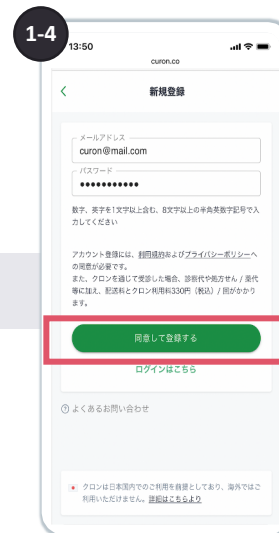 1-4
13:50
curon.co
新規登録
メールアドレス
curon@mail.com
パスワード
●●●●●●●●●●●
数字、英字を1文字以上含む、8文字以上の半角英数字記号で入
力してください
アカウント登録には、利用規約およびプライバシーポリシーへ
の同意が必要です。
また、クロンを通じて受診した場合、診察代や処方せん / 薬代
等に加え、配送料とクロン利用料330円（税込）/ 回がかかり
ます。
同意して登録する
ログインはこちら
よくあるお問い合わせ
クロンは日本国内でのご利用を前提としており、海外ではご
利用いただけません。詳細はこちらより